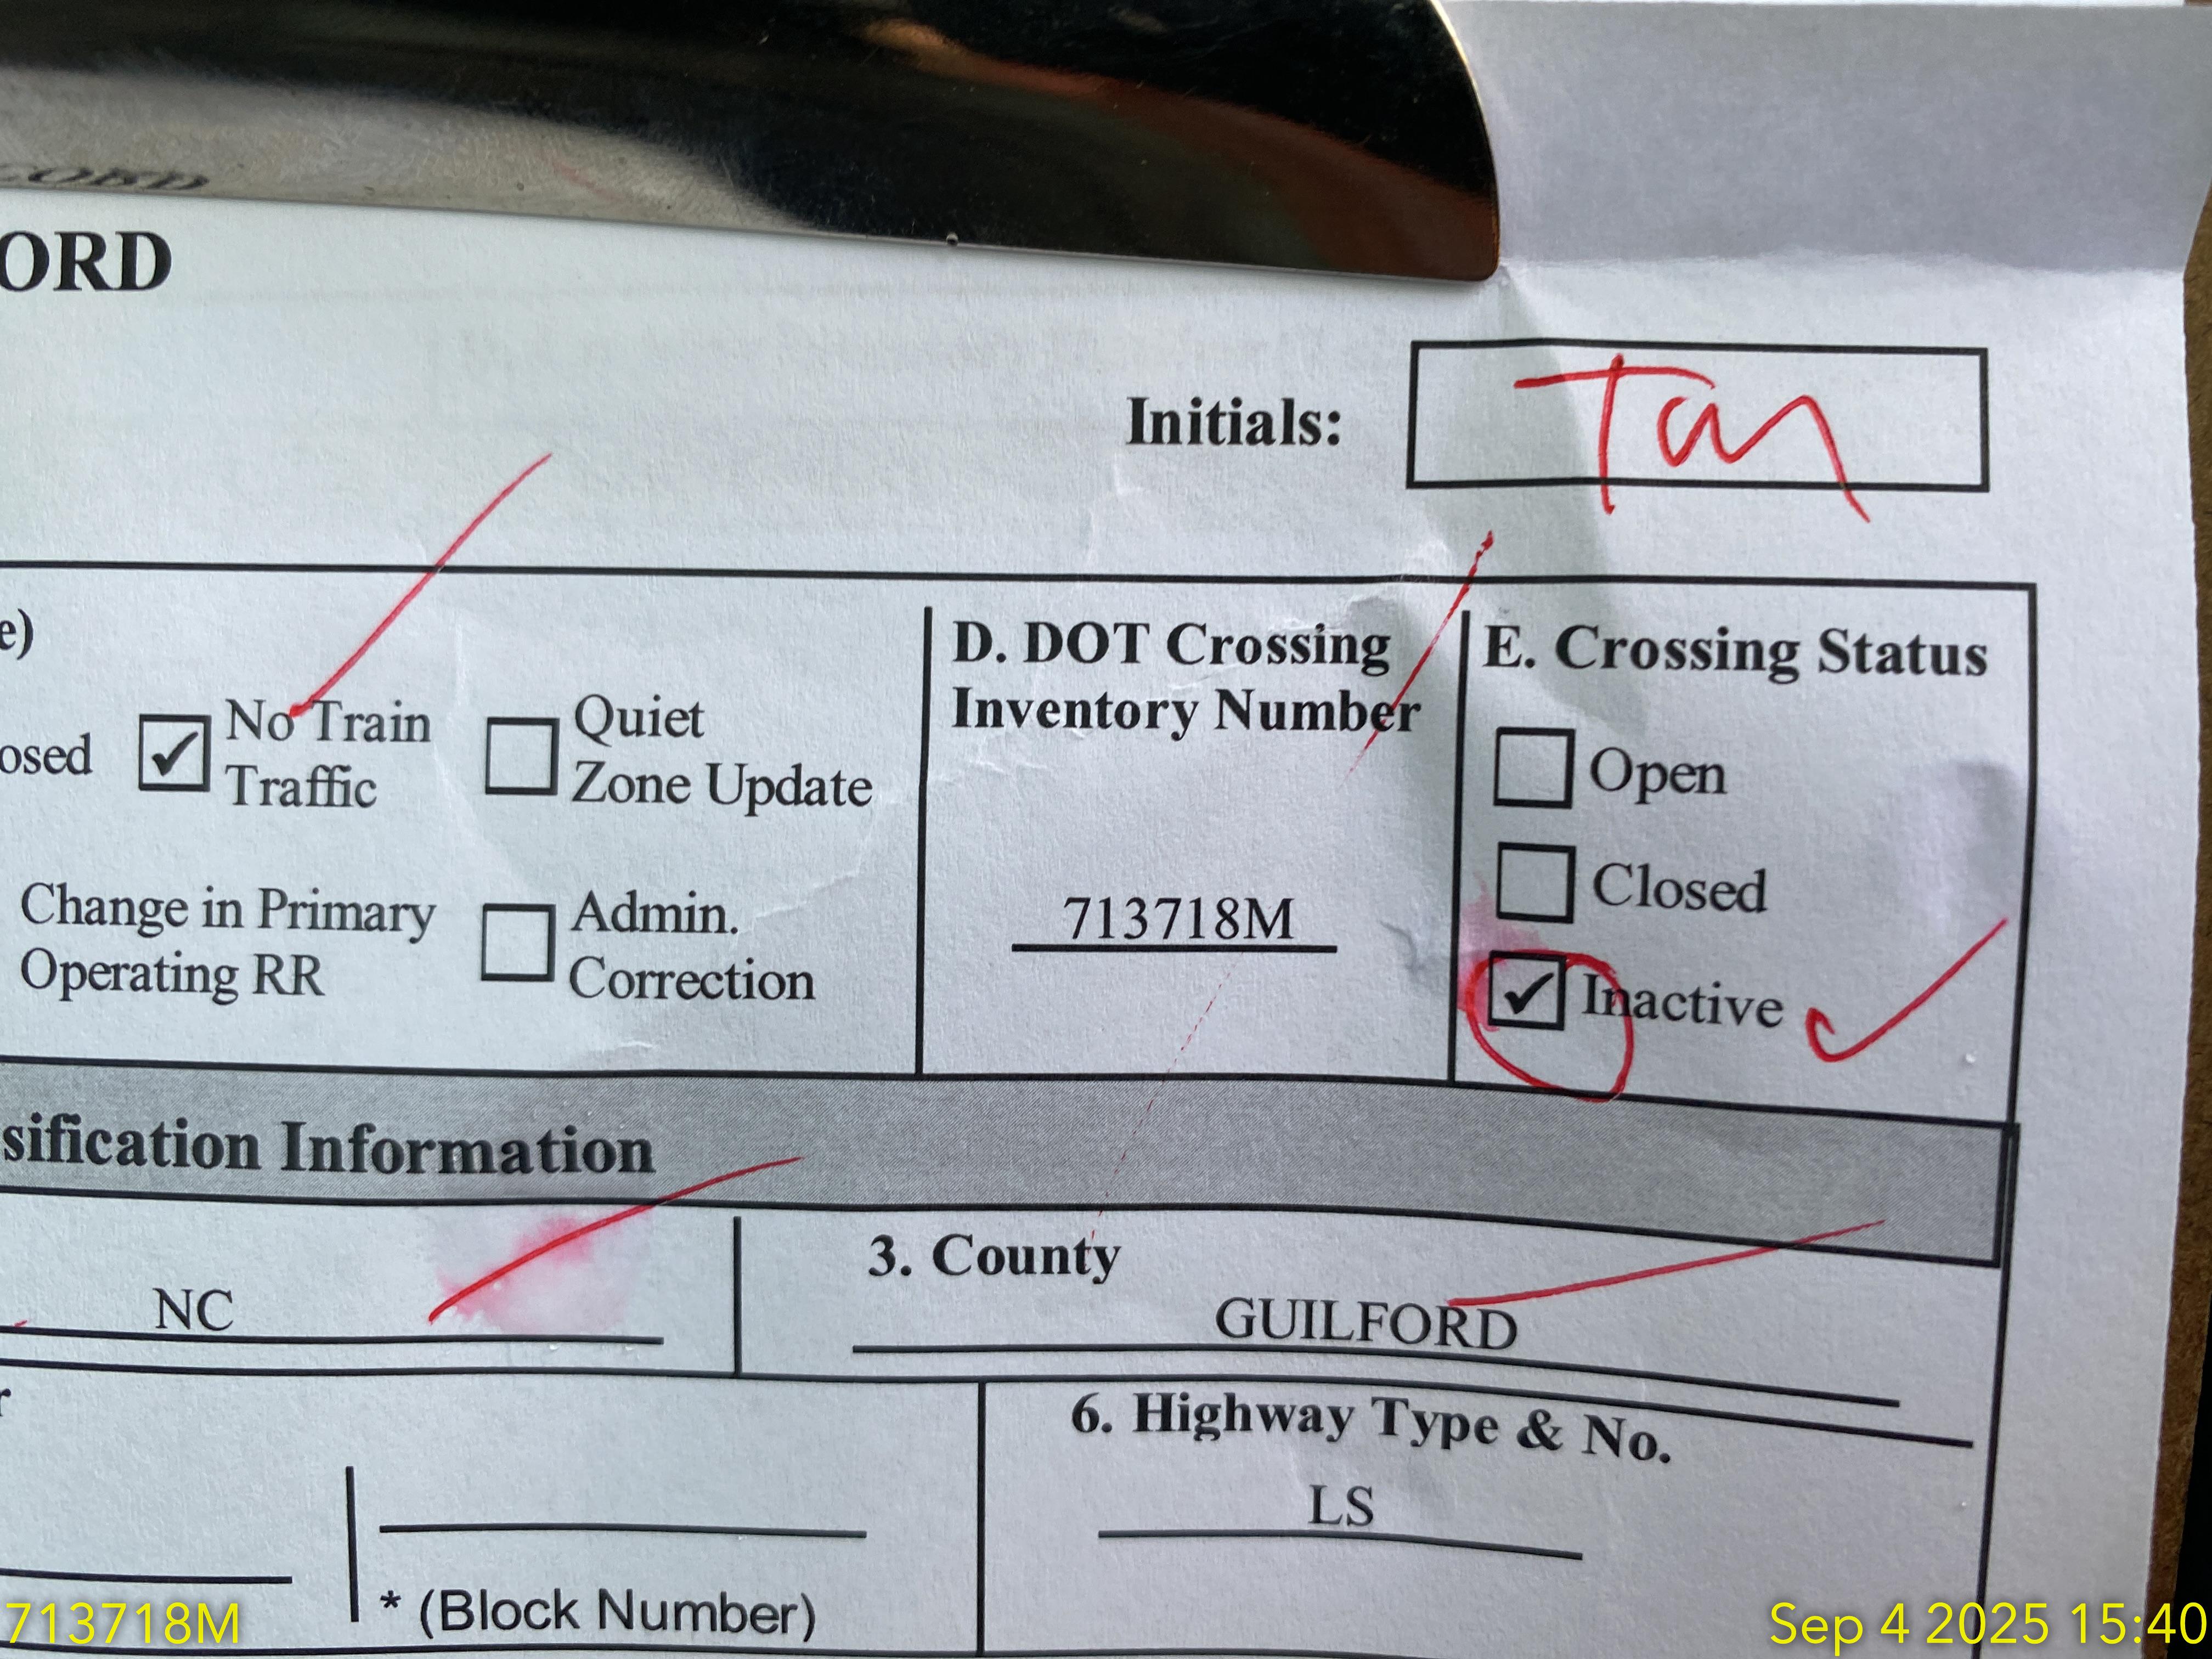 ORD
Initials:
e)
osed ✓ No Train Traffic
Quiet Zone Update
Change in Primary Operating RR
Admin. Correction
D. DOT Crossing
Inventory Number
713718M
E. Crossing Status
Open
Closed
✓ Inactive ✓
sification Information
NC
3. County
GUILFORD
* (Block Number)
6. Highway Type & No.
LS
713718M
Sep 4 2025 15:40